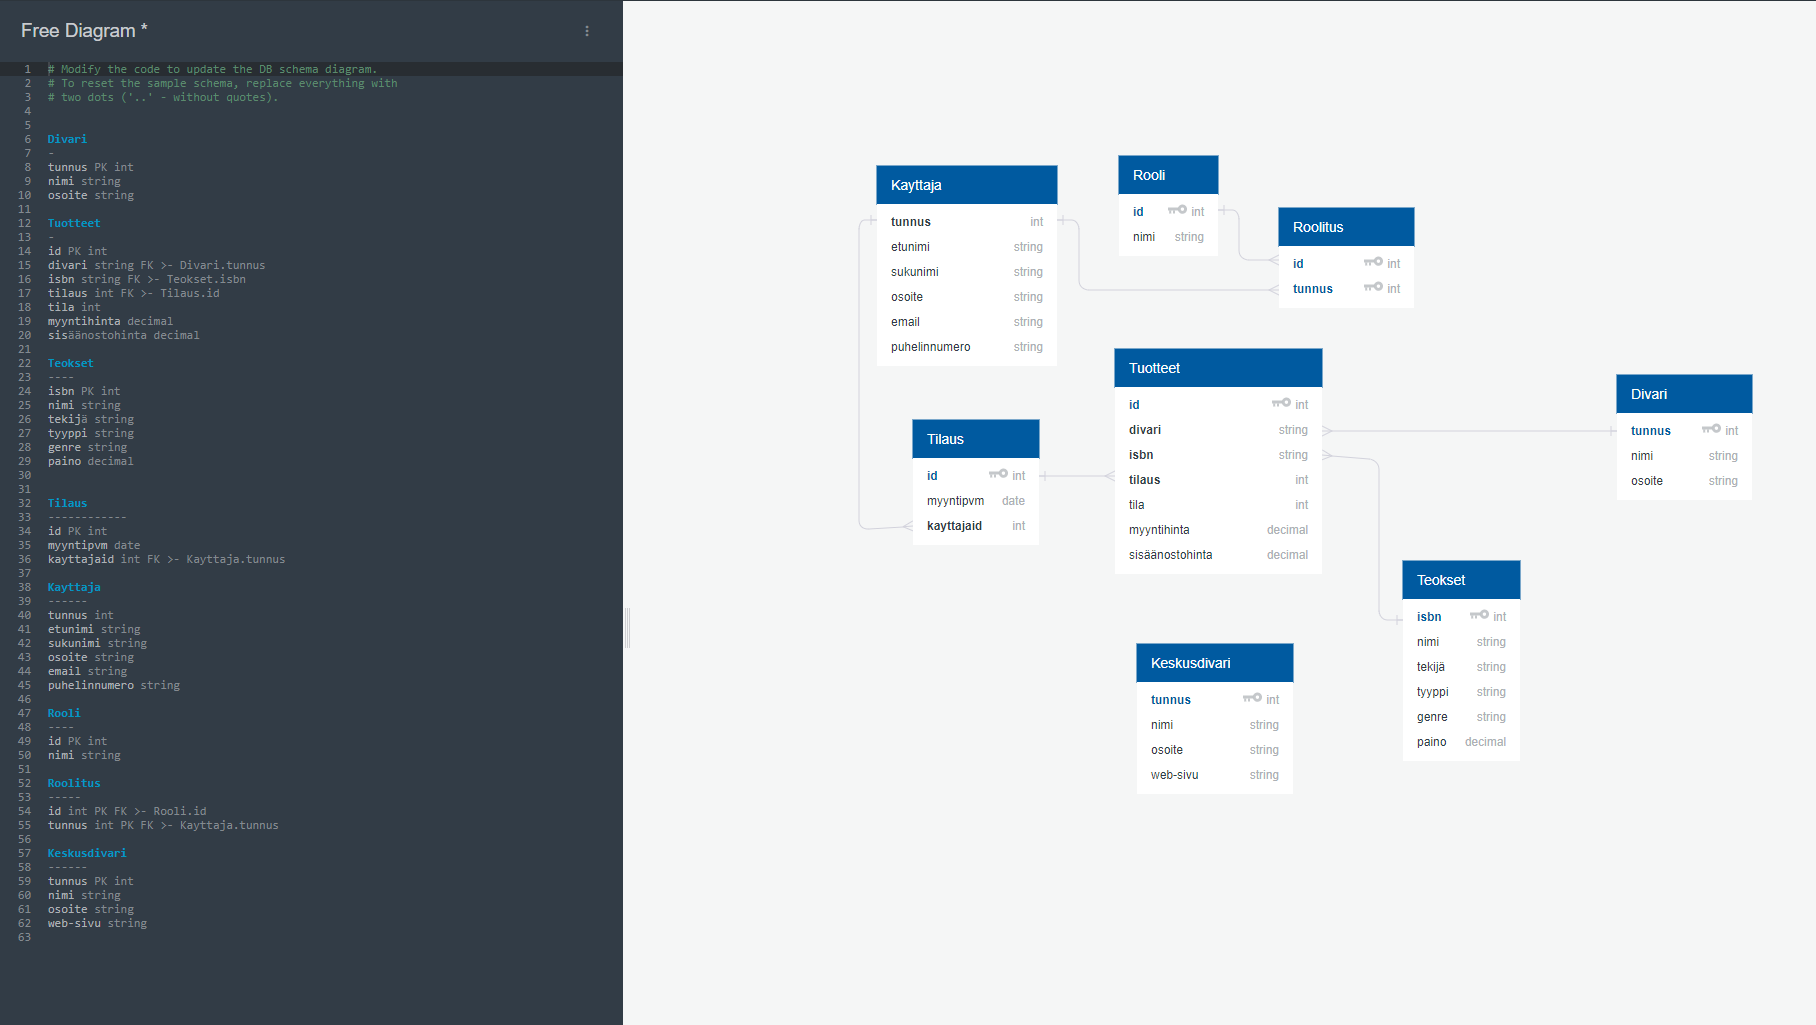 Free Diagram *
1 # Modify the code to update the DB schema diagram.
2 # To reset the sample schema, replace everything with
3 # two dots ('..' - without quotes).
4
5
6 Divari
7 -
8 tunnus PK int
9 nimi string
10 osoite string
11
12 Tuotteet
13 -
14 id PK int
15 divari string FK >- Divari.tunnus
16 isbn string FK >- Teokset.isbn
17 tilaus int FK >- Tilaus.id
18 tila int
19 myyntihinta decimal
20 sisäänostohinta decimal
21
22 Teokset
23 ----
24 isbn PK int
25 nimi string
26 tekijä string
27 tyyppi string
28 genre string
29 paino decimal
30
31
32 Tilaus
33 ------------
34 id PK int
35 myyntipvm date
36 kayttajaid int FK >- Kayttaja.tunnus
37
38 Kayttaja
39 ------
40 tunnus int
41 etunimi string
42 sukunimi string
43 osoite string
44 email string
45 puhelinnumero string
46
47 Rooli
48 ----
49 id PK int
50 nimi string
51
52 Roolitus
53 -----
54 id int PK FK >- Rooli.id
55 tunnus int PK FK >- Kayttaja.tunnus
56
57 Keskusdivari
58 ------
59 tunnus PK int
60 nimi string
61 osoite string
62 web-sivu string
63
Kayttaja
tunnus int
etunimi string
sukunimi string
osoite string
email string
puhelinnumero string
Rooli
id int
nimi string
Roolitus
id int
tunnus int
Tuotteet
id int
divari string
isbn string
tilaus int
tila int
myyntihinta decimal
sisäänostohinta decimal
Divari
tunnus int
nimi string
osoite string
Tilaus
id int
myyntipvm date
kayttajaid int
Teokset
isbn int
nimi string
tekijä string
tyyppi string
genre string
paino decimal
Keskusdivari
tunnus int
nimi string
osoite string
web-sivu string